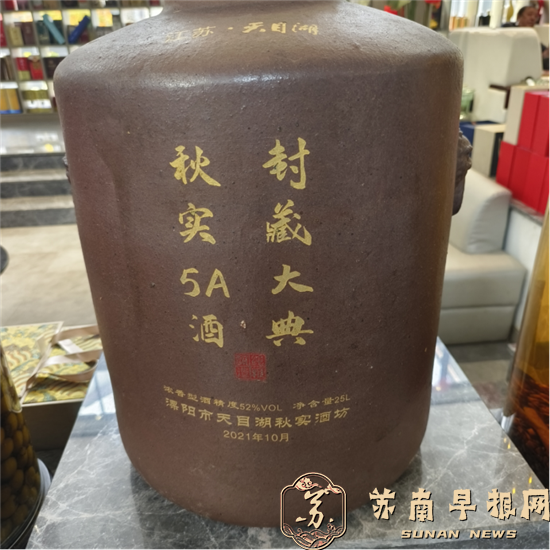 江苏·天目湖
封藏大典
秋实5A酒
浓香型酒精度52%VOL 净含量25L
溧阳市天目湖秋实酒坊
2021年10月
苏南早报网
SUNAN NEWS